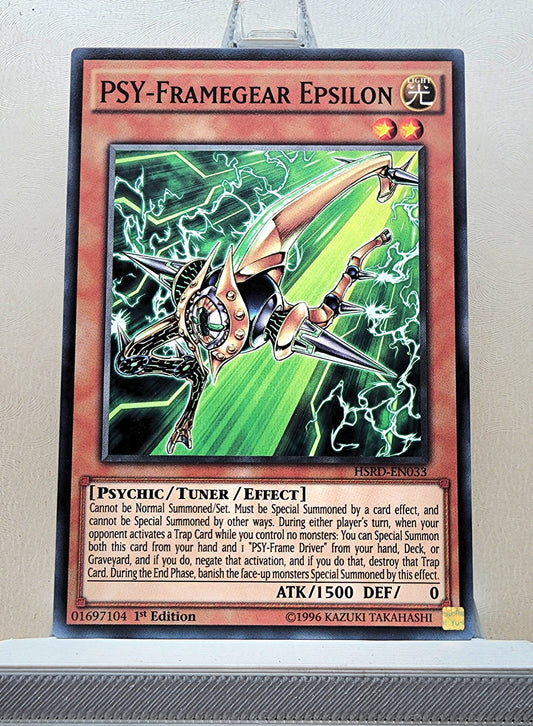 PSY-FRAMEGEAR EPSILON
LIGHT
光
HSRD-EN033
[PSYCHIC/TUNER/EFFECT]
Cannot be Normal Summoned/Set. Must be Special Summoned by a card effect, and
cannot be Special Summoned by other ways. During either player's turn, when your
opponent activates a Trap Card while you control no monsters: You can Special Summon
both this card from your hand and 1 "PSY-Frame Driver" from your hand, Deck, or
Graveyard, and if you do, negate that activation, and if you do that, destroy that Trap
Card. During the End Phase, banish the face-up monsters Special Summoned by this effect.
ATK/1500 DEF/ 0
01697104 1st Edition ©1996 KAZUKI TAKAHASHI